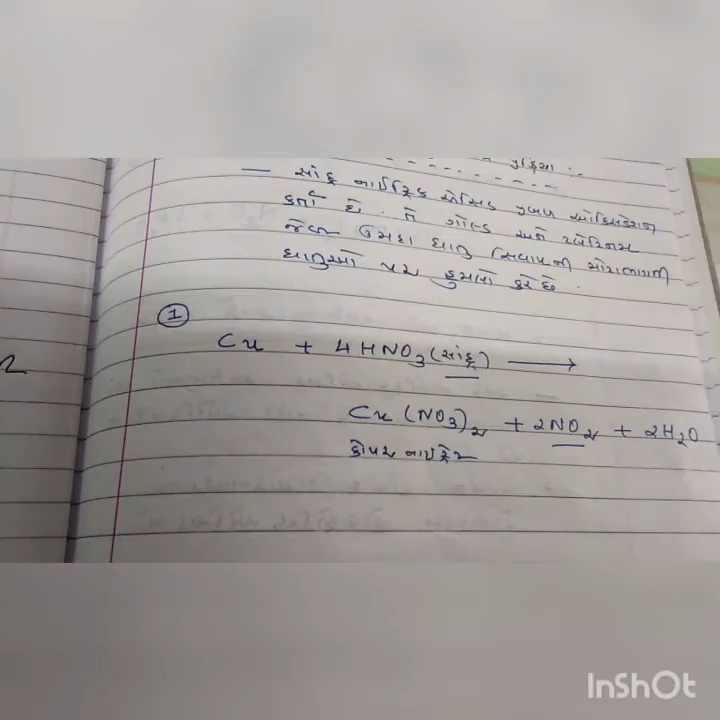 — સાંદ્ર નાઈટ્રિક એસિડ પ્રબળ ઓક્સિડેશન
કર્તા છે. તે ગોલ્ડ અને પ્લેટિનમ
જેવી ઉમદા ધાતુ સિવાયની મોટાભાગની
ધાતુઓ પર હુમલો કરે છે.
1
Cu + 4HNO3 (સાંદ્ર) ⟶
Cu(NO3)2 + 2NO2 + 2H2O
કોપર નાઈટ્રેટ
InShOt